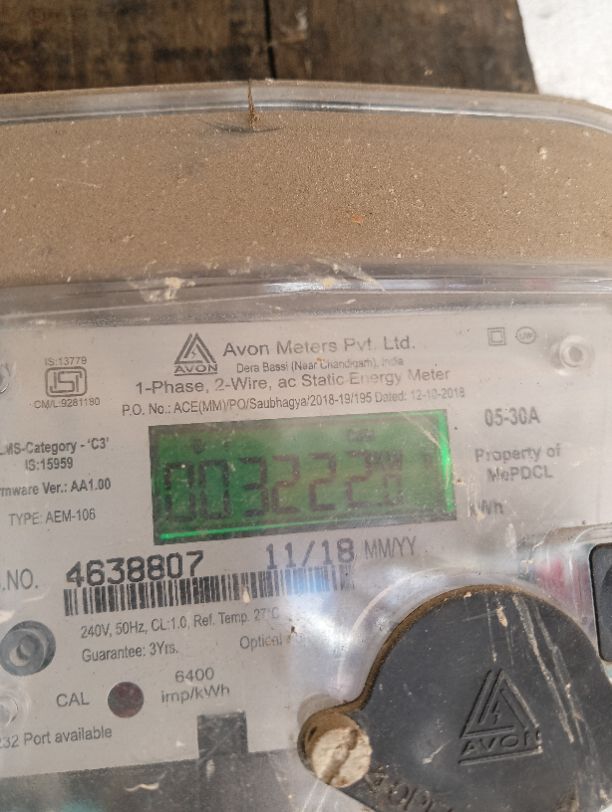 IS:13779
CM/L-9281180
AVON
Avon Meters Pvt. Ltd.
Dera Bassi (Near Chandigarh), India
1-Phase, 2-Wire, ac Static Energy Meter
P.O. No.: ACE(MM)/PO/Saubhagya/2018-19/195 Dated: 12-10-2018
05-30A
LMS-Category - 'C3'
IS:15959
rmware Ver.: AA1.00
TYPE: AEM-106
Property of
MePDCL
kWh
.NO. 4638807 11/18 MM/YY
240V, 50Hz, CL:1.0, Ref. Temp. 27°C
Guarantee: 3Yrs. Optical
CAL 6400
imp/kWh
232 Port available
AVON